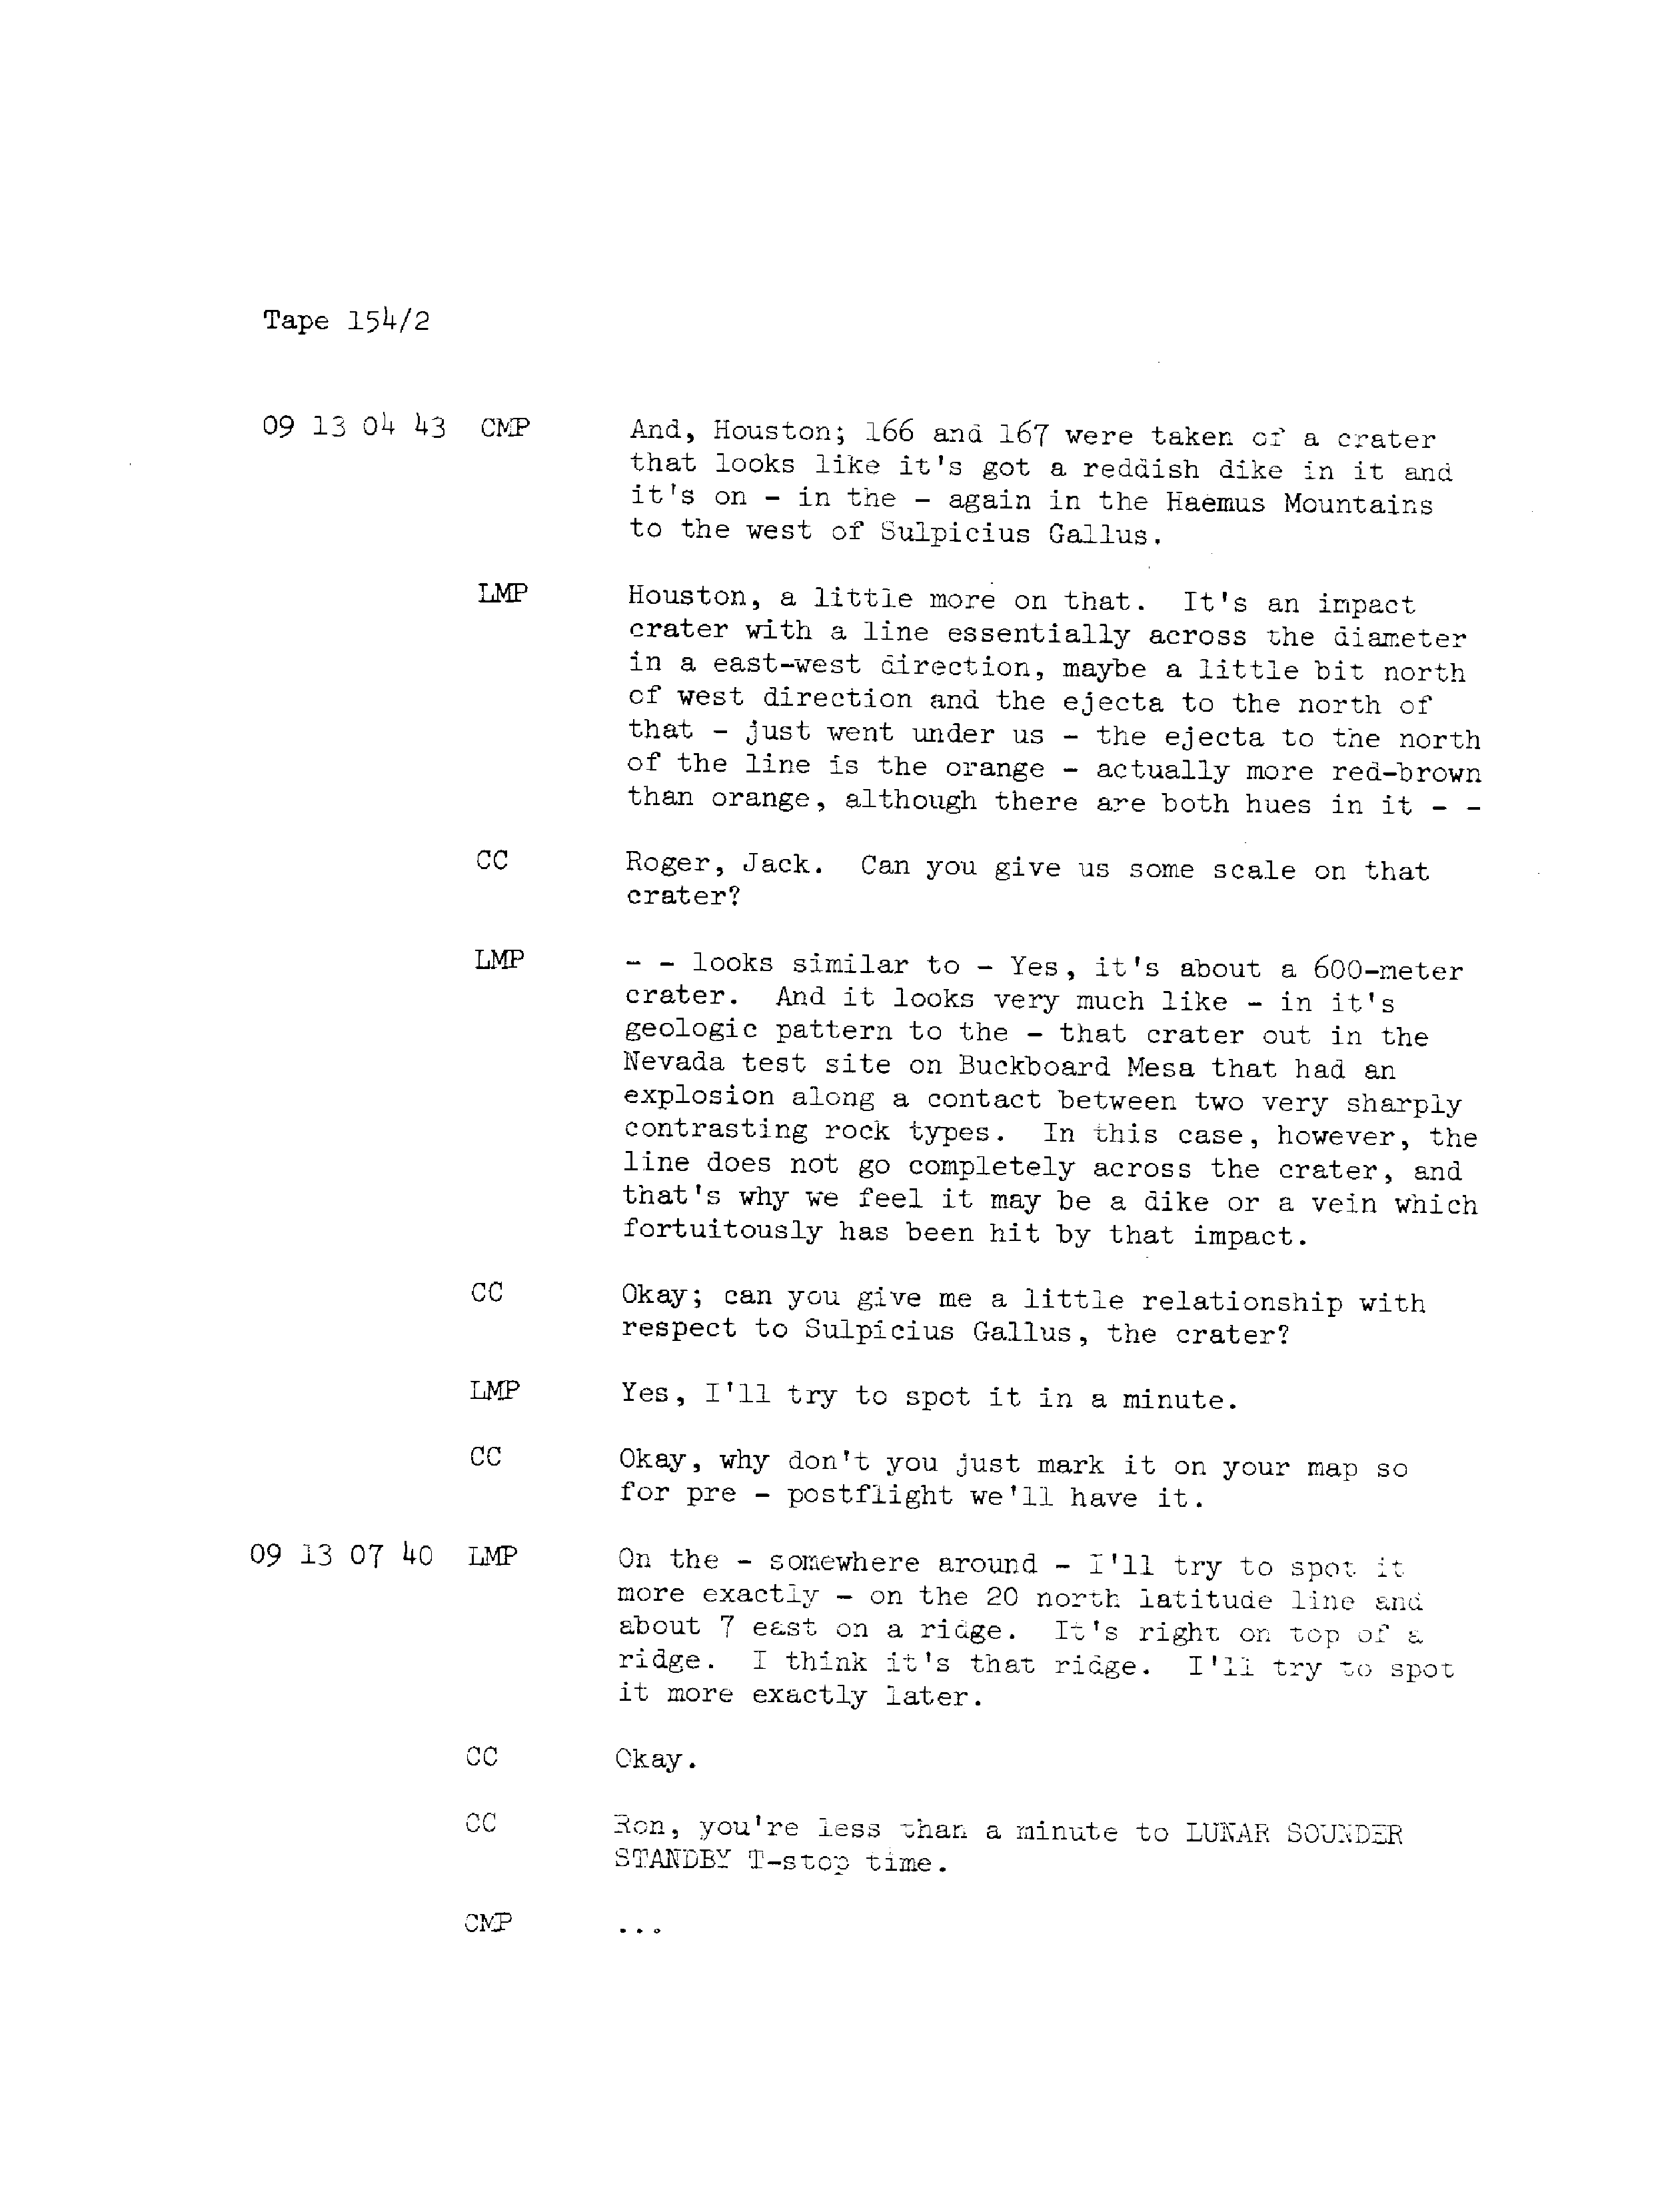 Tape 154/2
09 13 04 43 CMP And, Houston; 166 and 167 were taken of a crater
that looks like it's got a reddish dike in it and
it's on - in the - again in the Haemus Mountains
to the west of Sulpicius Gallus.
LMP Houston, a little more on that. It's an impact
crater with a line essentially across the diameter
in a east-west direction, maybe a little bit north
of west direction and the ejecta to the north of
that - just went under us - the ejecta to the north
of the line is the orange - actually more red-brown
than orange, although there are both hues in it - -
CC Roger, Jack. Can you give us some scale on that
crater?
LMP - - looks similar to - Yes, it's about a 600-meter
crater. And it looks very much like - in it's
geologic pattern to the - that crater out in the
Nevada test site on Buckboard Mesa that had an
explosion along a contact between two very sharply
contrasting rock types. In this case, however, the
line does not go completely across the crater, and
that's why we feel it may be a dike or a vein which
fortuitously has been hit by that impact.
CC Okay; can you give me a little relationship with
respect to Sulpicius Gallus, the crater?
LMP Yes, I'll try to spot it in a minute.
CC Okay, why don't you just mark it on your map so
for pre - postflight we'll have it.
09 13 07 40 LMP On the - somewhere around - I'll try to spot it
more exactly - on the 20 north latitude line and
about 7 east on a ridge. It's right on top of a
ridge. I think it's that ridge. I'll try to spot
it more exactly later.
CC Okay.
CC Ron, you're less than a minute to LUNAR SOUNDER
STANDBY T-stop time.
CMP ...